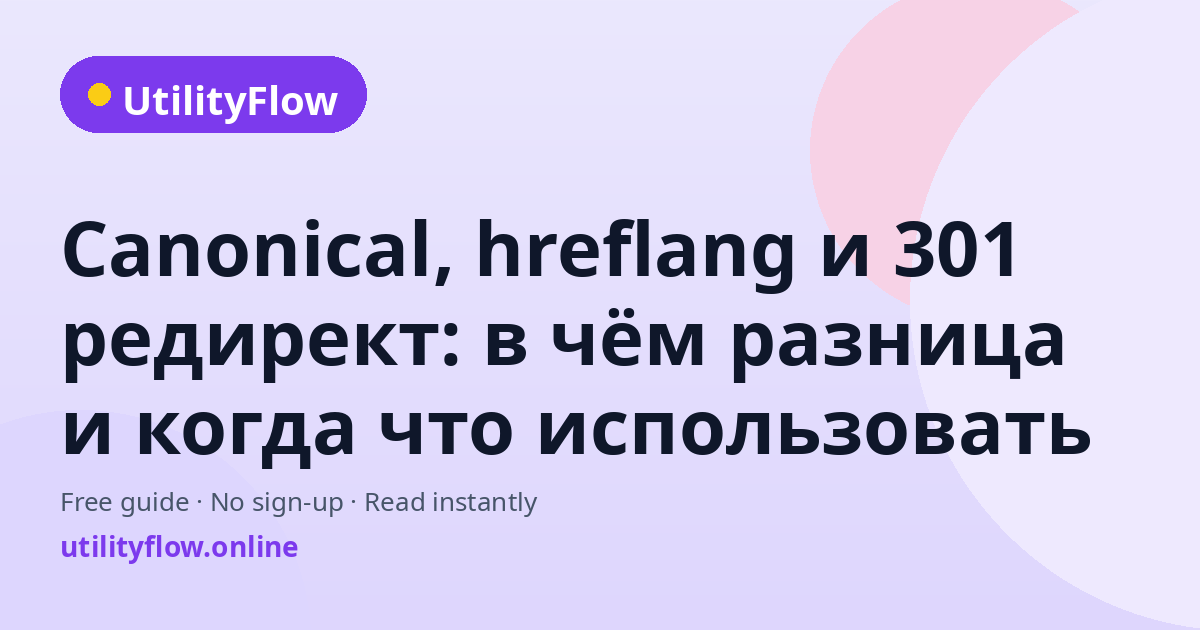 UtilityFlow
Canonical, hreflang и 301
редирект: в чём разница
и когда что использовать
Free guide · No sign-up · Read instantly
utilityflow.online